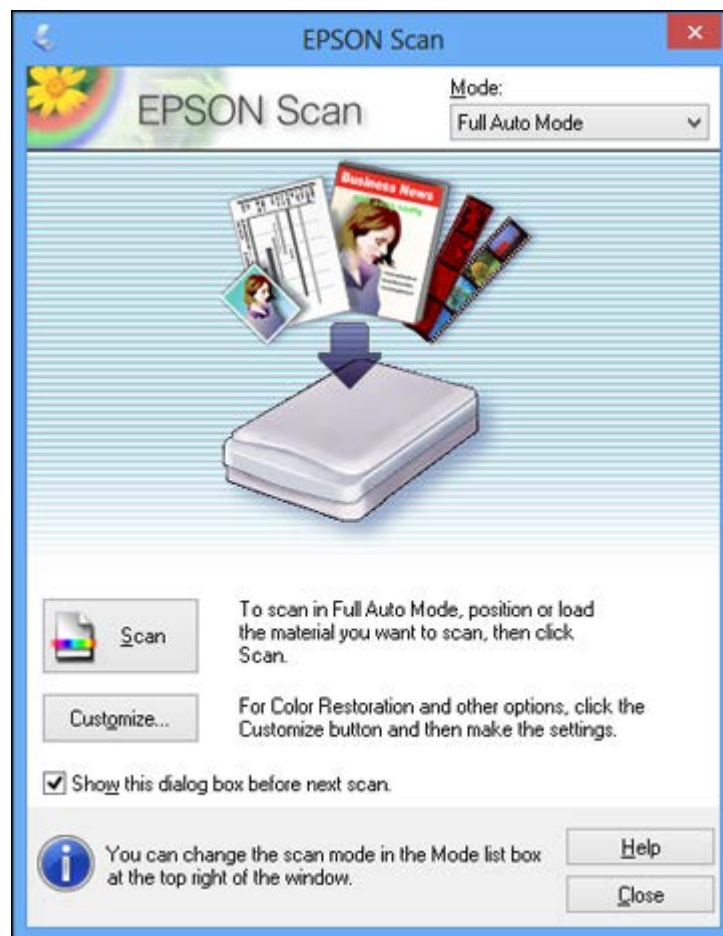 EPSON Scan
EPSON Scan
Mode:
Full Auto Mode
Business News
Scan
To scan in Full Auto Mode, position or load
the material you want to scan, then click
Scan.
Customize...
For Color Restoration and other options, click the
Customize button and then make the settings.
Show this dialog box before next scan.
You can change the scan mode in the Mode list box
at the top right of the window.
Help
Close